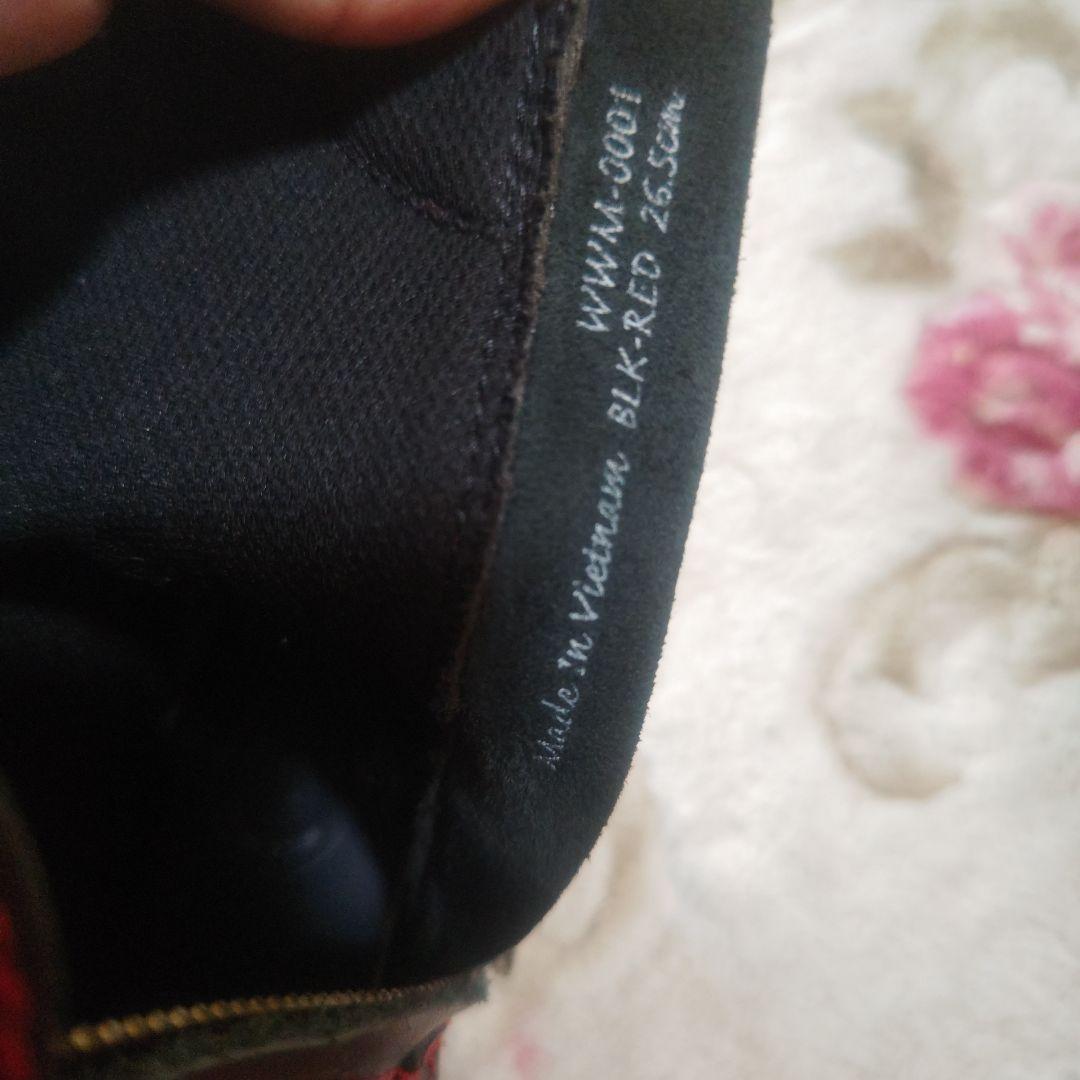 WWM-0001
BLK-RED 26.5cm
Made In Vietnam